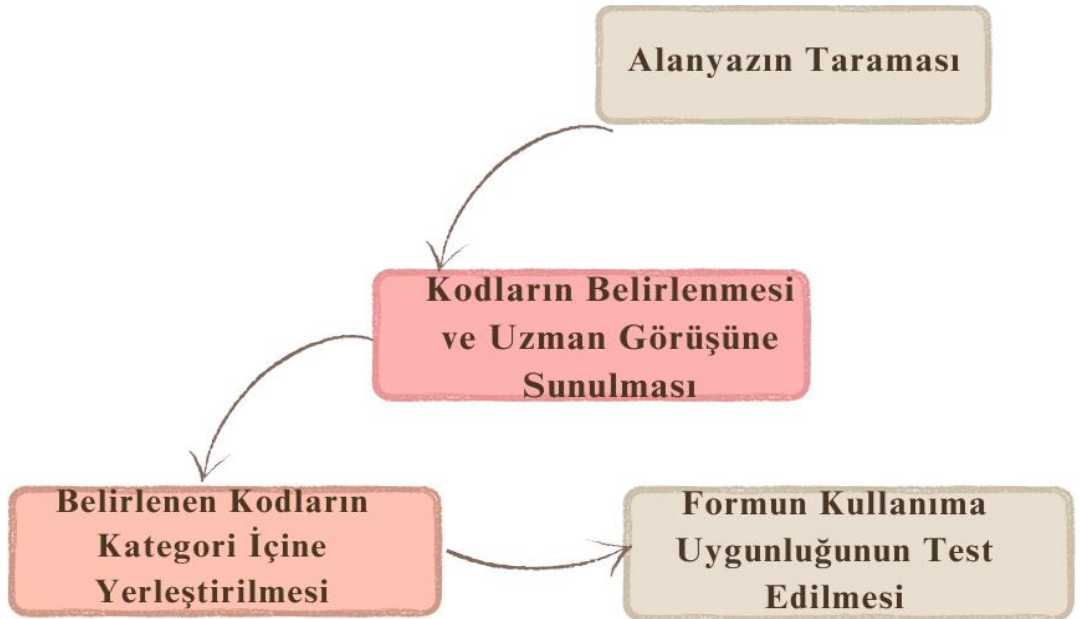 Alanyazın Taraması
Kodların Belirlenmesi
ve Uzman Görüşüne
Sunulması
Belirlenen Kodların
Kategori İçine
Yerleştirilmesi
Formun Kullanıma
Uygunluğunun Test
Edilmesi